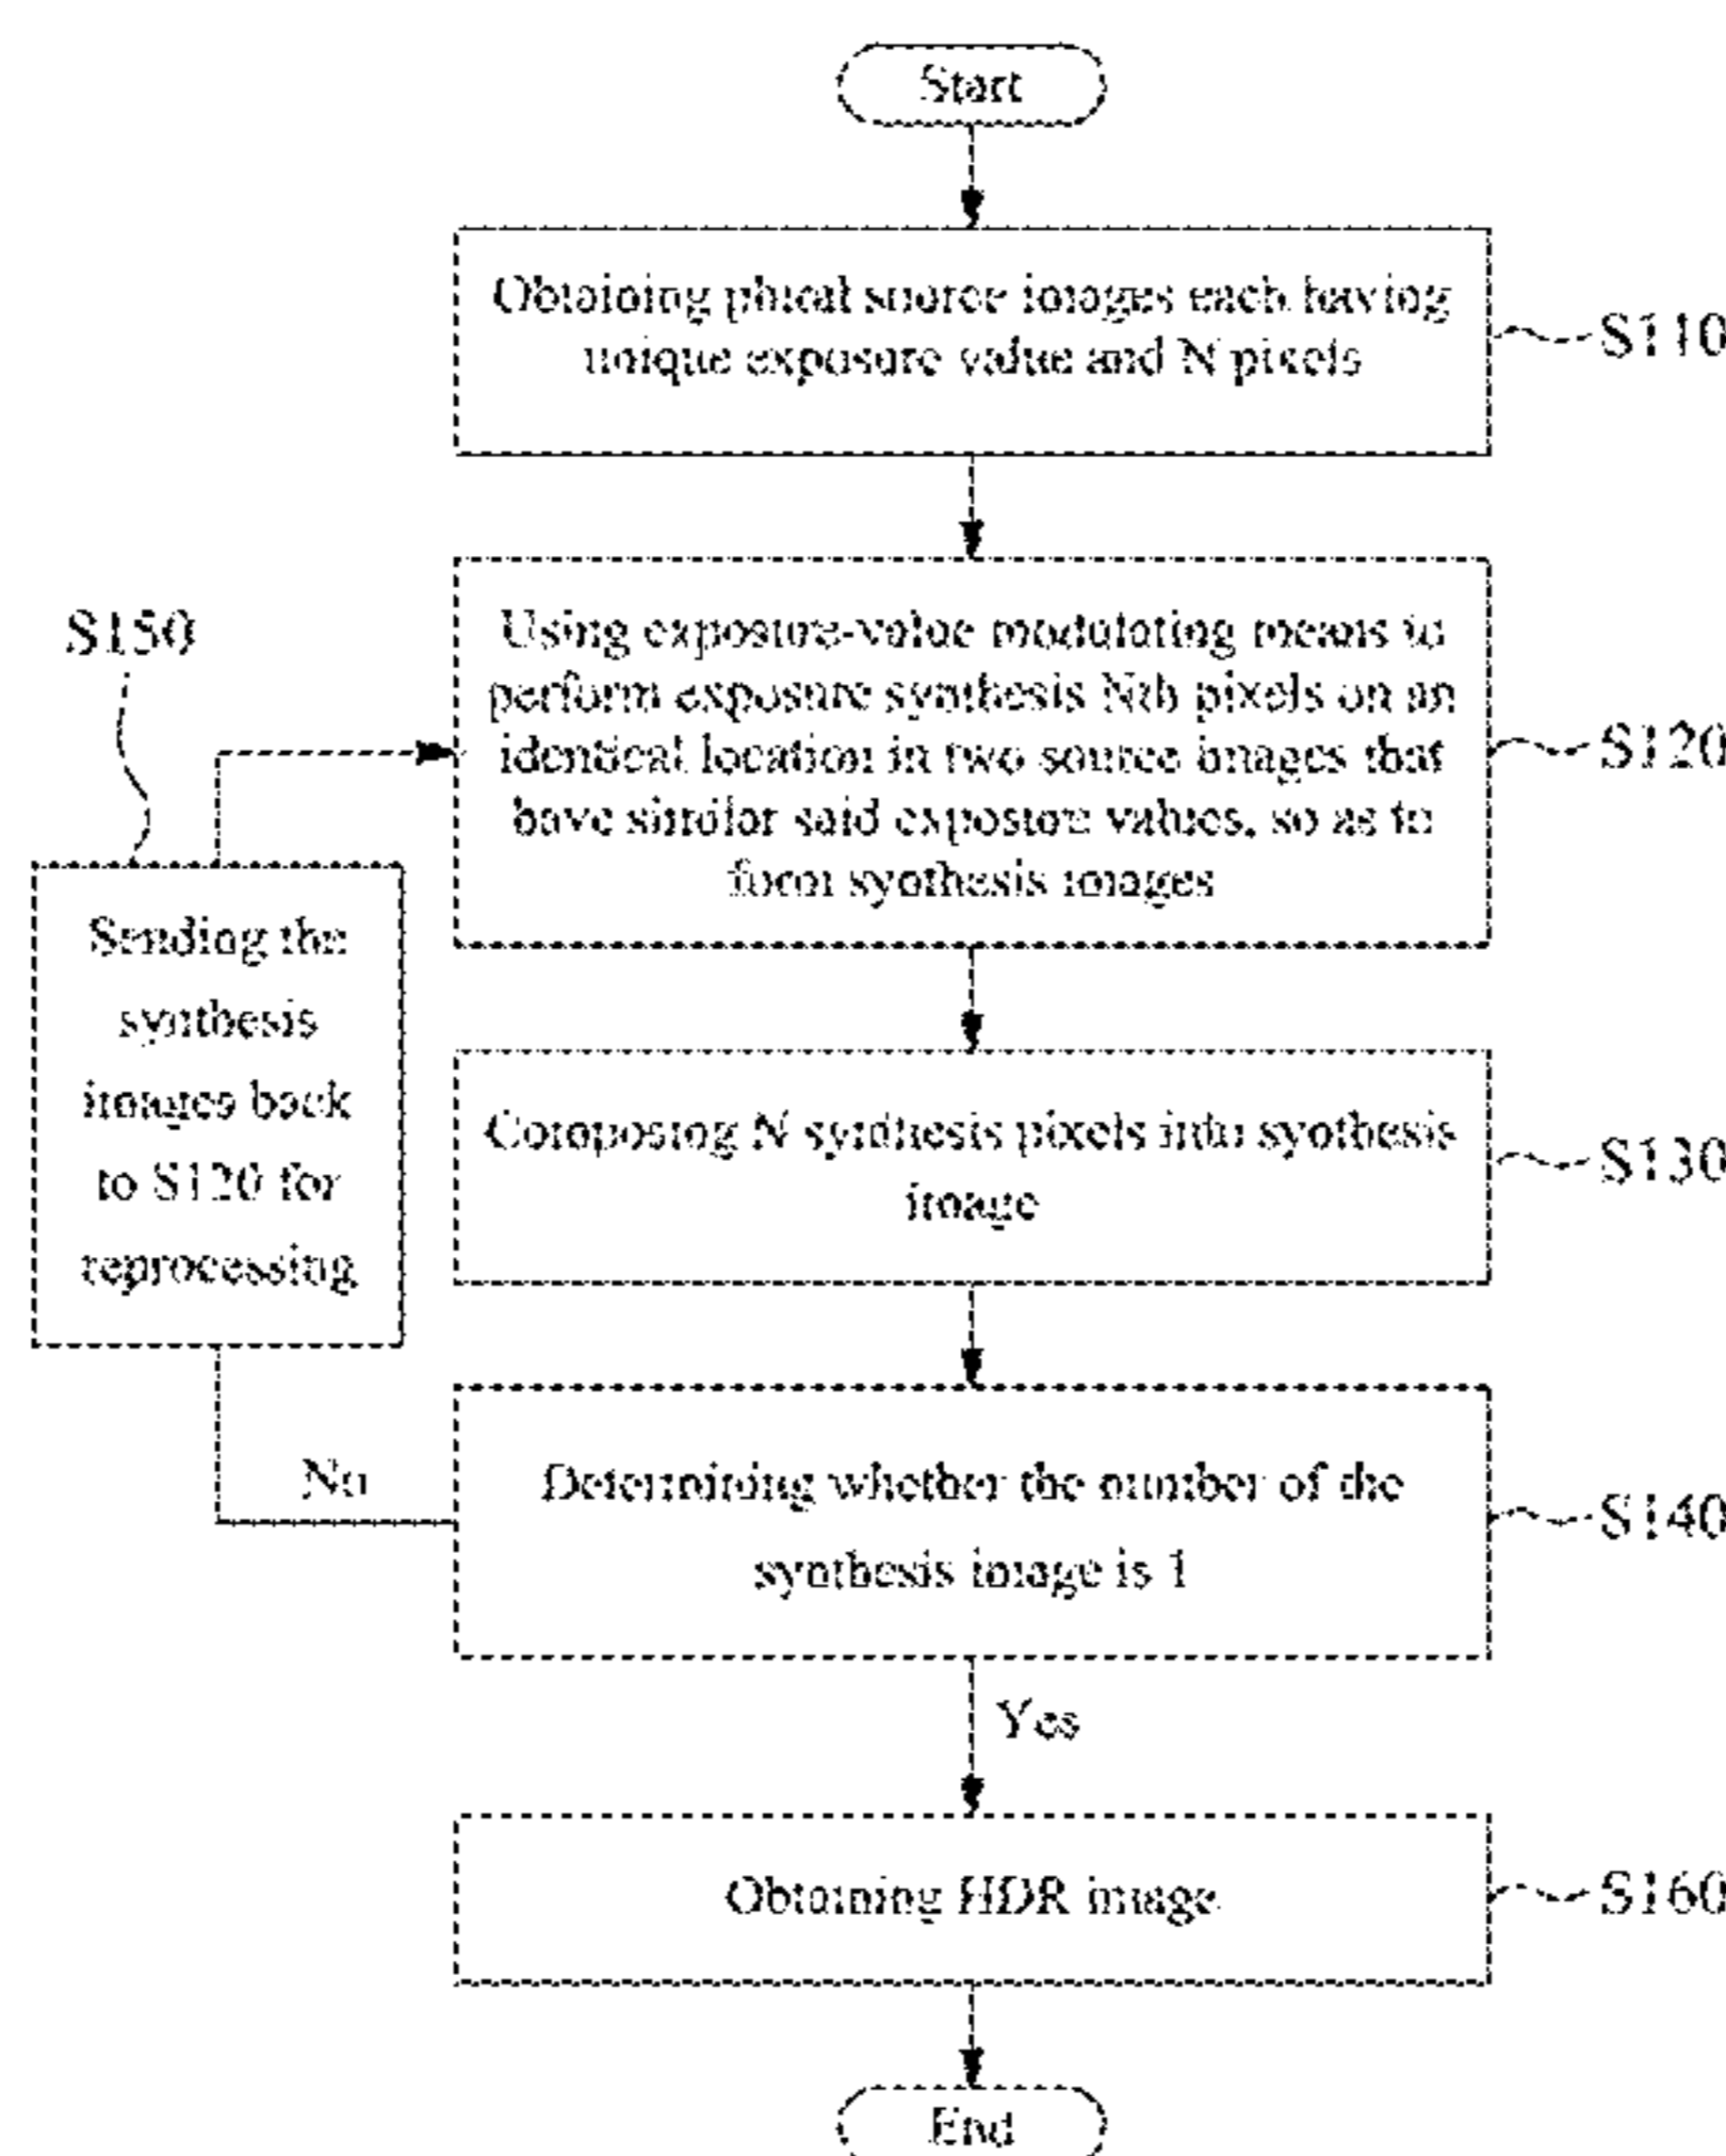 Start
Obtaining plural source images each having
unique exposure value and N pixels
S110
S150
Using exposure-value modulating means to
perform exposure synthesis Nth pixels on an
identical location in two source images that
have similar said exposure values, so as to
form synthesis images
S120
Sending the
synthesis
images back
to S120 for
reprocessing
Composing N synthesis pixels into synthesis
image
S130
No
Determining whether the number of the
synthesis image is 1
S140
Yes
Obtaining HDR image
S160
End